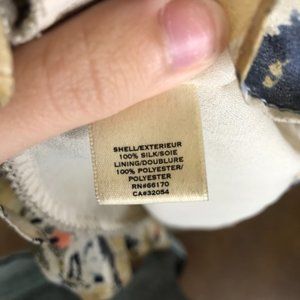 SHELL/EXTERIEUR
100% SILK/SOIE
LINING/DOUBLURE
100% POLYESTER/
POLYESTER
RN#66170
CA#32054